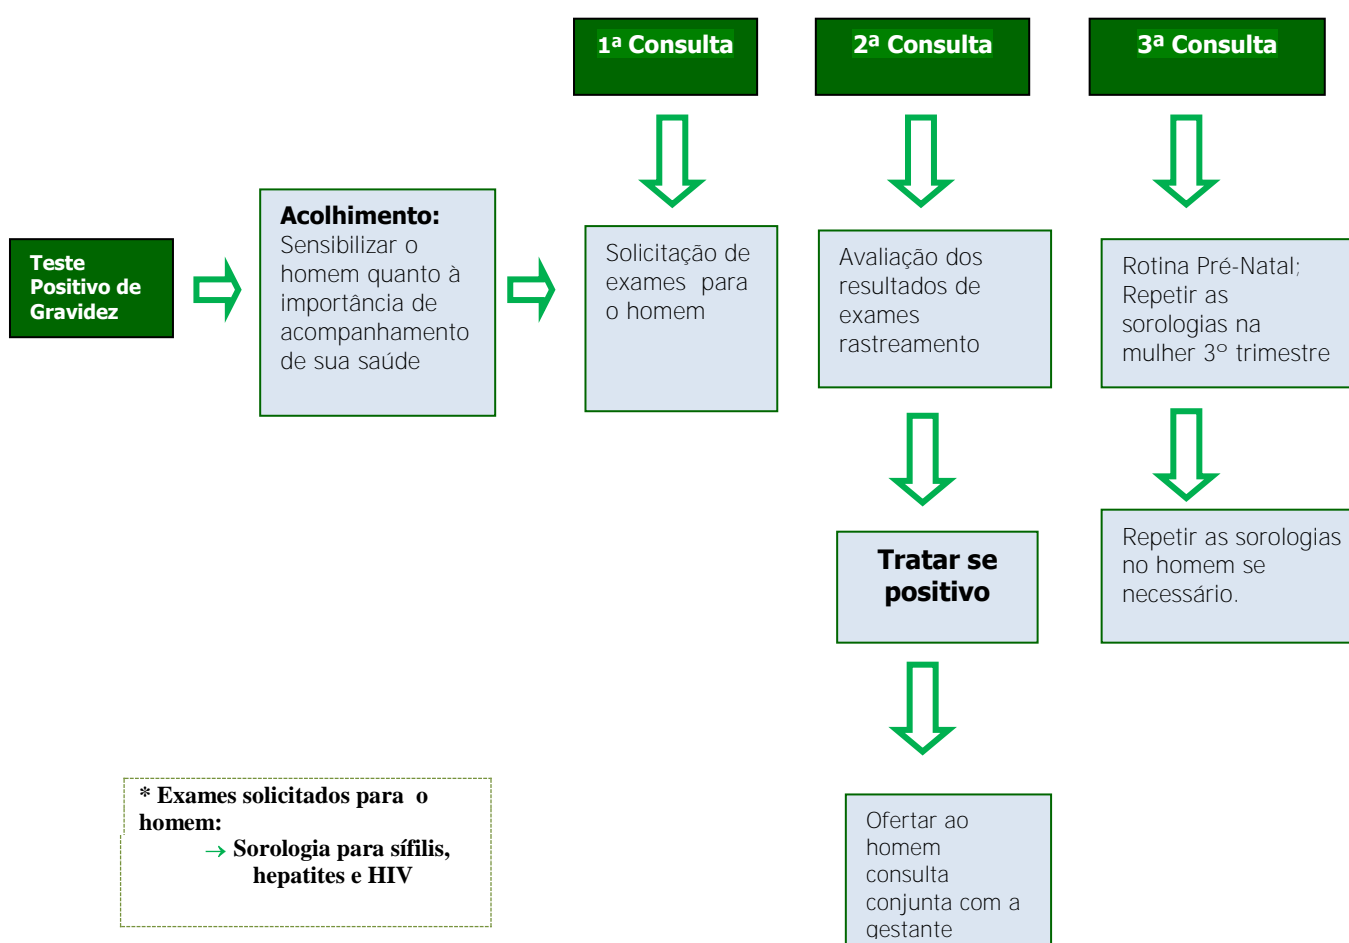 1ª Consulta
2ª Consulta
3ª Consulta
Teste
Positivo de
Gravidez
Acolhimento:
Sensibilizar o
homem quanto à
importância de
acompanhamento
de sua saúde
Solicitação de
exames para
o homem
Avaliação dos
resultados de
exames
rastreamento
Rotina Pré-Natal;
Repetir as
sorologias na
mulher 3º trimestre
Tratar se
positivo
Repetir as sorologias
no homem se
necessário.
Ofertar ao
homem
consulta
conjunta com a
gestante
* Exames solicitados para o
homem:
→ Sorologia para sífilis,
hepatites e HIV